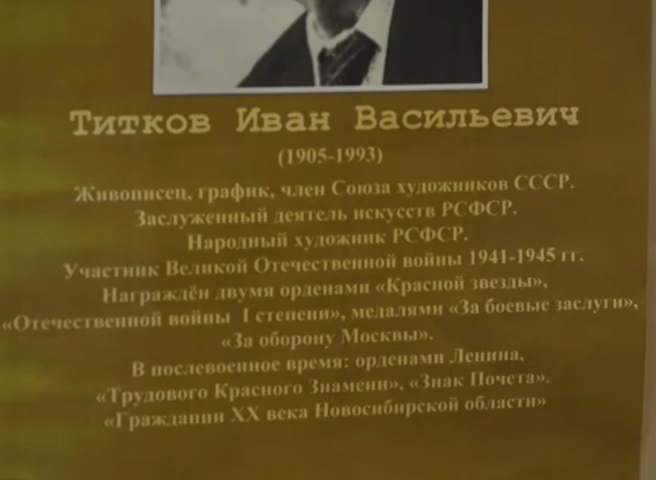 Титков Иван Васильевич
(1905-1993)
Живописец, график, член Союза художников СССР.
Заслуженный деятель искусств РСФСР.
Народный художник РСФСР.
Участник Великой Отечественной войны 1941-1945 гг.
Награждён двумя орденами «Красной звезды»,
«Отечественной войны I степени», медалями «За боевые заслуги»,
«За оборону Москвы».
В послевоенное время: орденами Ленина,
«Трудового Красного Знамени», «Знак Почета».
«Гражданин XX века Новосибирской области»